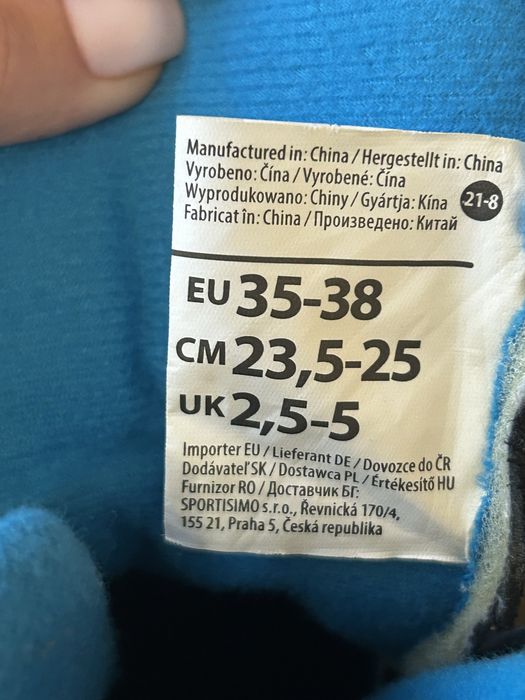 Manufactured in: China / Hergestellt in: China
Vyrobeno: Čína / Vyrobené: Čína
Wyprodukowano: Chiny / Gyártja: Kína
21-8
Fabricat în: China / Произведено: Китай
EU 35-38
CM 23,5-25
UK 2,5-5
Importer EU / Lieferant DE / Dovozce do ČR
Dodávateľ SK / Dostawca PL / Értékesítő HU
Furnizor RO / Доставчик БГ:
SPORTISIMO s.r.o., Řevnická 170/4,
155 21, Praha 5, Česká republika